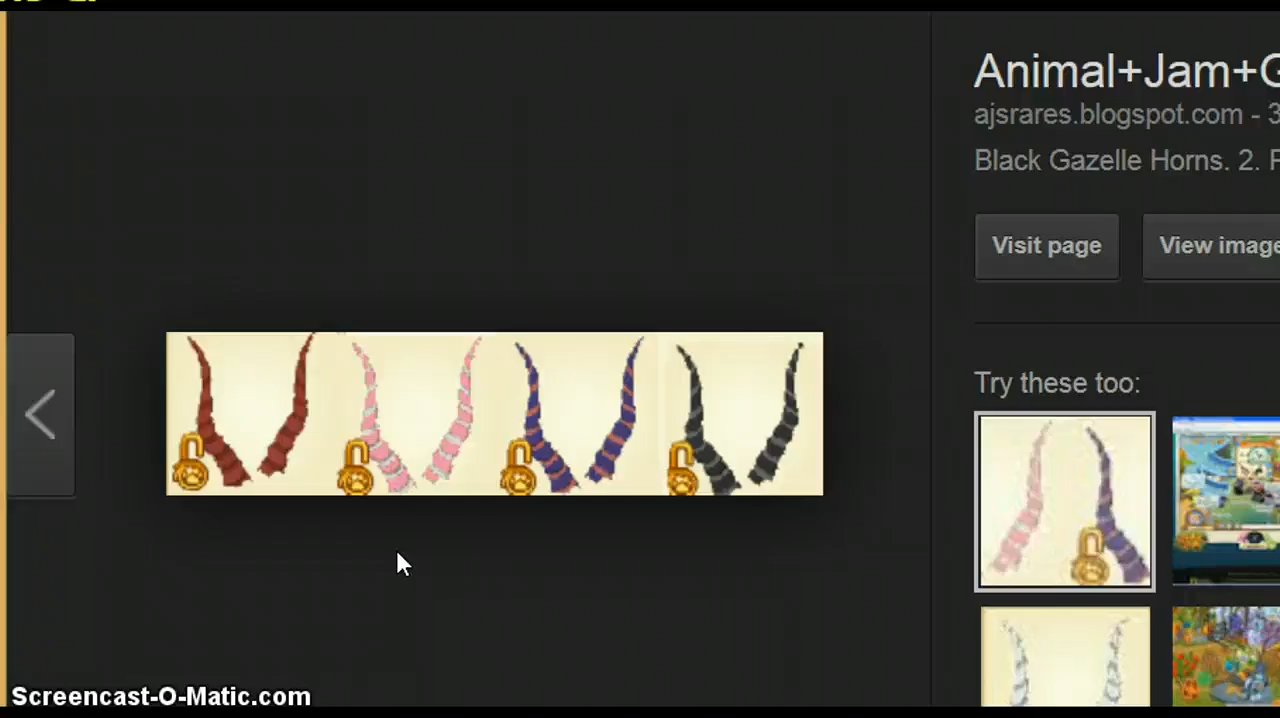 Animal+Jam+G
ajsrares.blogspot.com - 3
Black Gazelle Horns. 2. P
Visit page
View image
Try these too:
Screencast-O-Matic.com